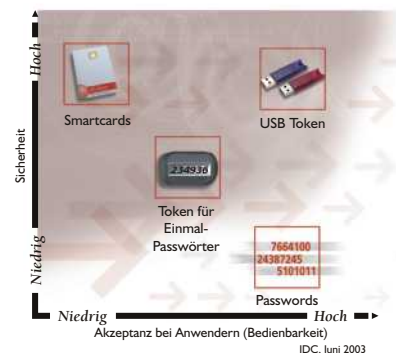 Hoch
Sicherheit
Niedrig
Smartcards
USB Token
234936
Token für
Einmal-
Passwörter
7664100
24387245
5101011
Passwords
Niedrig
Hoch
Akzeptanz bei Anwendern (Bedienbarkeit)
IDC, Juni 2003